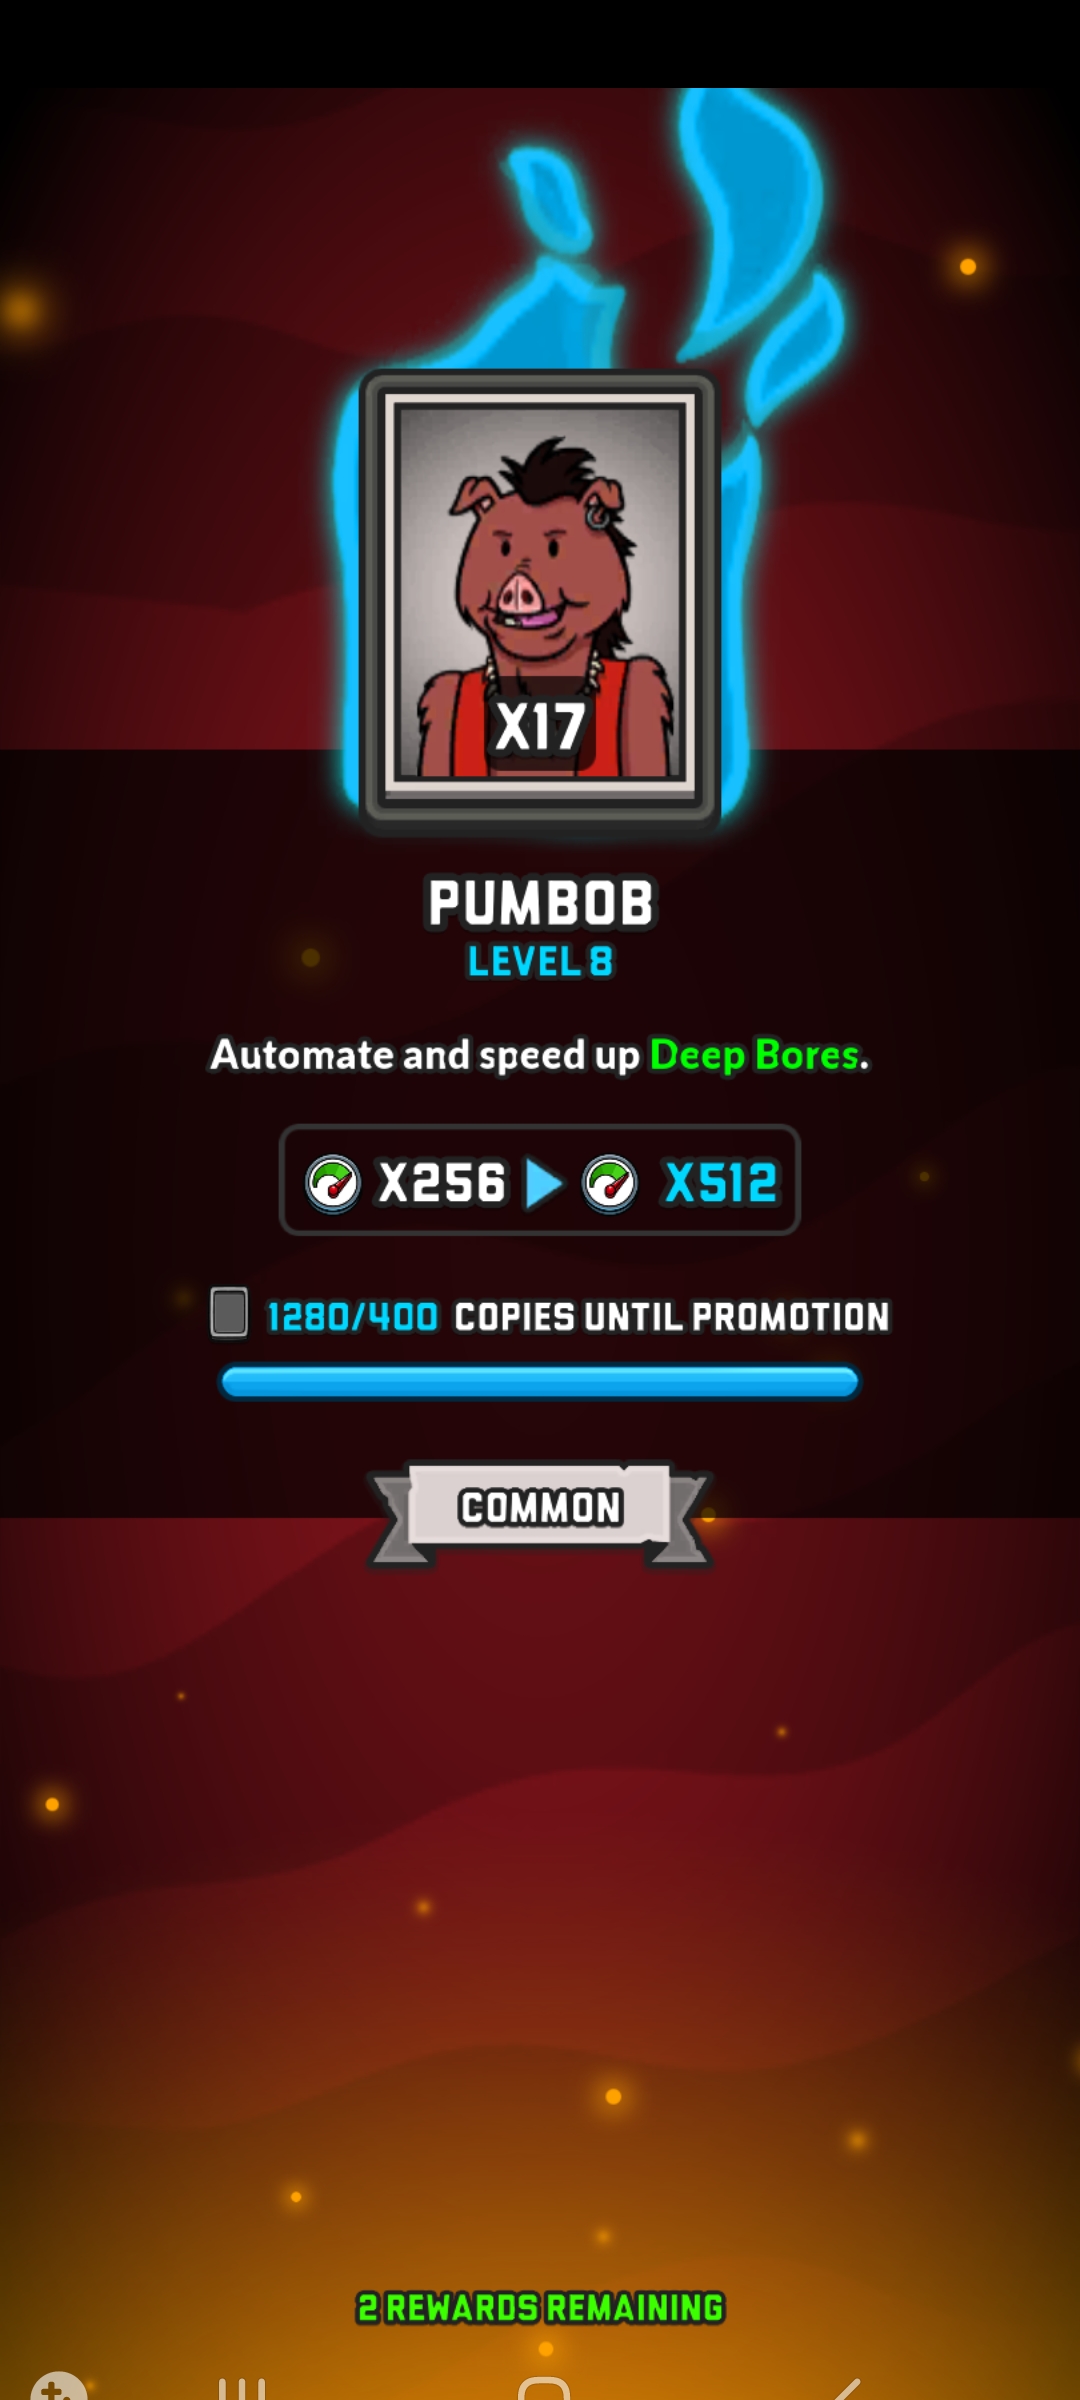 X17
PUMBOB
LEVEL 8
Automate and speed up Deep Bores.
X256 X512
1280/400 COPIES UNTIL PROMOTION
COMMON
2 REWARDS REMAINING